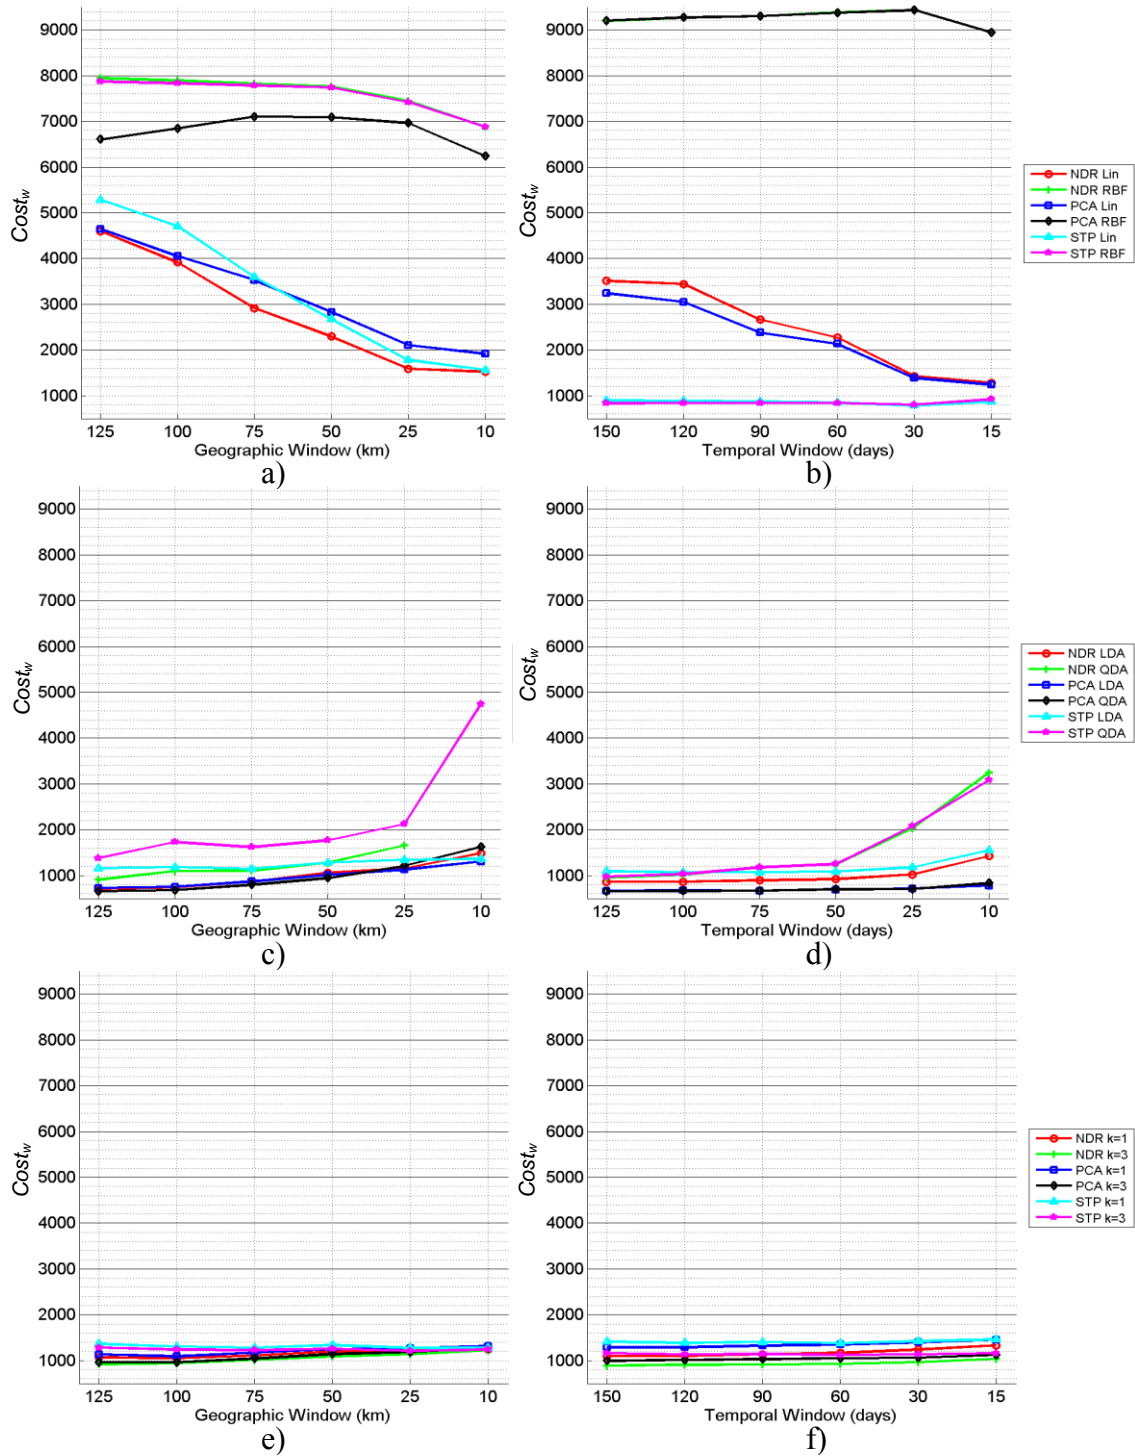 9000
8000
7000
6000
5000
4000
3000
2000
1000
Cost_w
125 100 75 50 25 10
Geographic Window (km)
a)
9000
8000
7000
6000
5000
4000
3000
2000
1000
Cost_w
150 120 90 60 30 15
Temporal Window (days)
b)
NDR Lin
NDR RBF
PCA Lin
PCA RBF
STP Lin
STP RBF
9000
8000
7000
6000
5000
4000
3000
2000
1000
Cost_w
125 100 75 50 25 10
Geographic Window (km)
c)
9000
8000
7000
6000
5000
4000
3000
2000
1000
Cost_w
125 100 75 50 25 10
Temporal Window (days)
d)
NDR LDA
NDR QDA
PCA LDA
PCA QDA
STP LDA
STP QDA
9000
8000
7000
6000
5000
4000
3000
2000
1000
Cost_w
125 100 75 50 25 10
Geographic Window (km)
e)
9000
8000
7000
6000
5000
4000
3000
2000
1000
Cost_w
150 120 90 60 30 15
Temporal Window (days)
f)
NDR k=1
NDR k=3
PCA k=1
PCA k=3
STP k=1
STP k=3